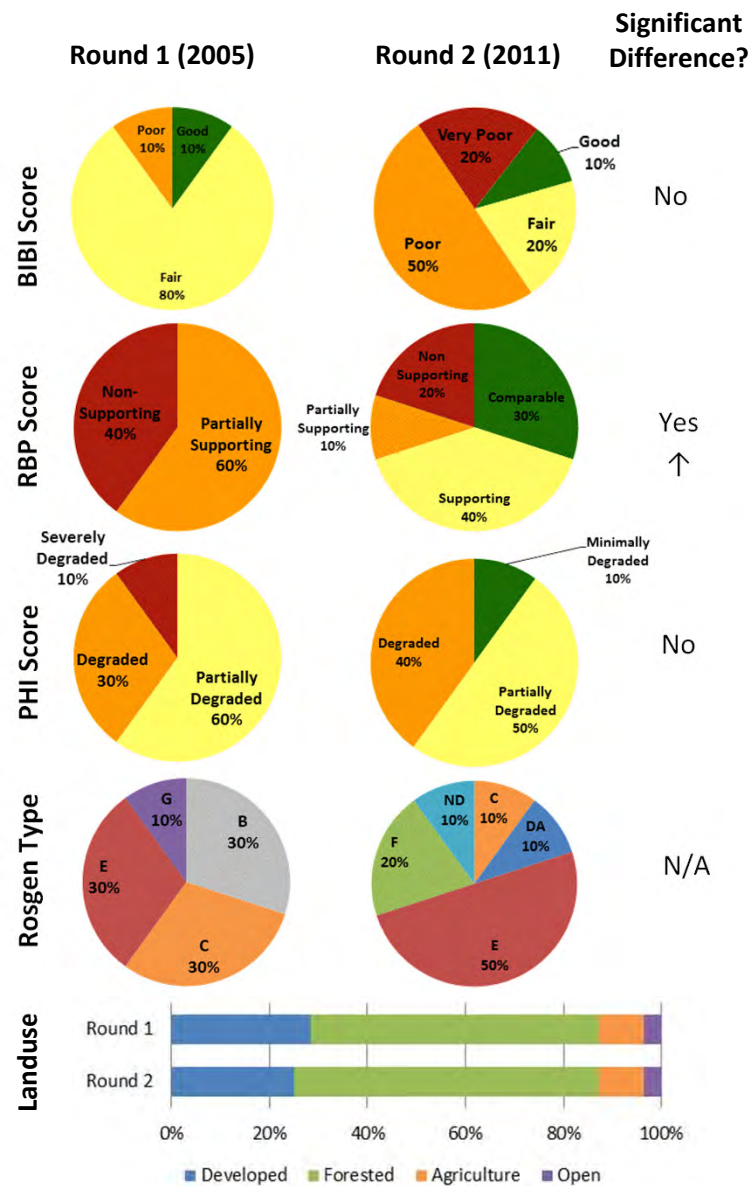 Significant
Difference?
Round 1 (2005)
Round 2 (2011)
BIBI Score
Poor
10%
Good
10%
Fair
80%
Very Poor
20%
Good
10%
Fair
20%
Poor
50%
No
RBP Score
Non-
Supporting
40%
Partially
Supporting
60%
Non
Supporting
20%
Comparable
30%
Partially
Supporting
10%
Supporting
40%
Yes
↑
PHI Score
Severely
Degraded
10%
Degraded
30%
Partially
Degraded
60%
Minimally
Degraded
10%
Degraded
40%
Partially
Degraded
50%
No
Rosgen Type
G
10%
B
30%
E
30%
C
30%
ND
10%
C
10%
DA
10%
F
20%
E
50%
N/A
Landuse
Round 1
Round 2
0%
20%
40%
60%
80%
100%
Developed
Forested
Agriculture
Open